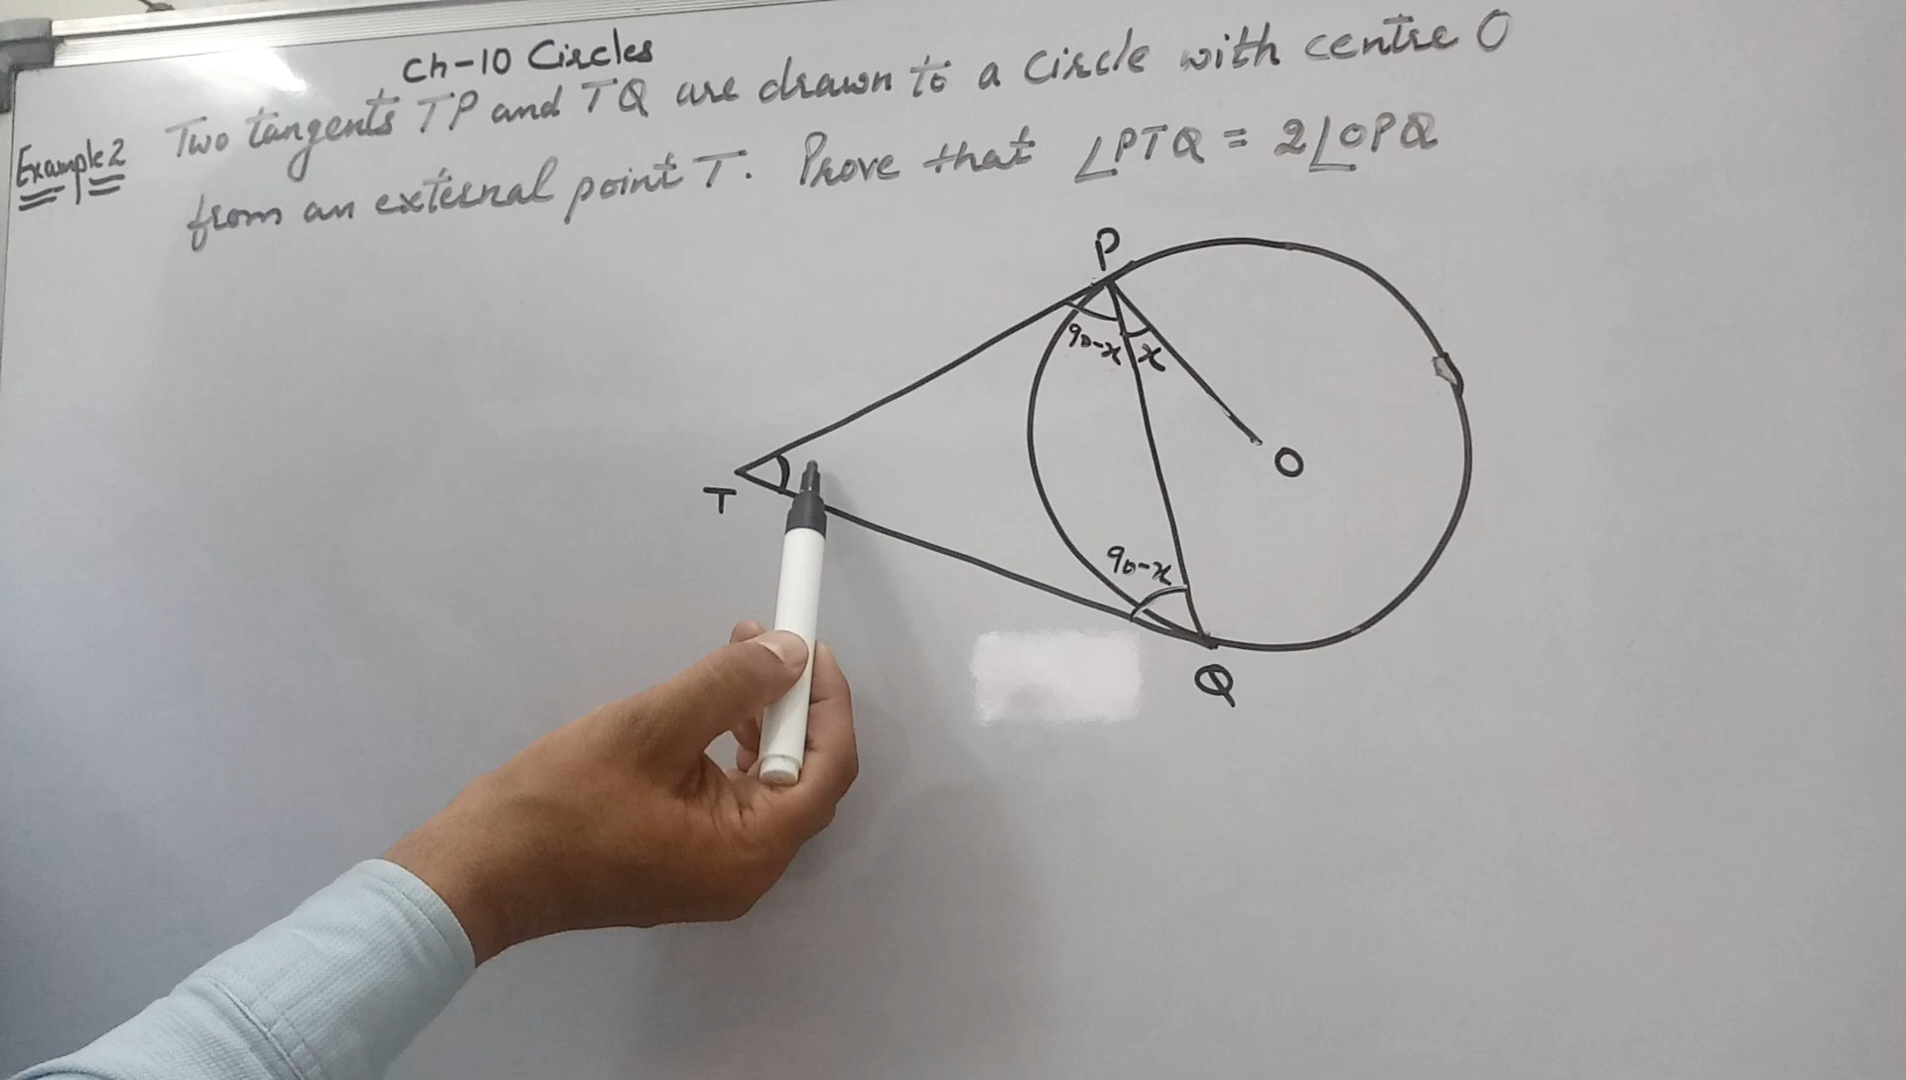 Ch-10 Circles
Example 2 Two tangents TP and TQ are drawn to a circle with centre O
from an external point T. Prove that ∠PTQ = 2∠OPQ
P
90-x x
O
T
90-x
Q